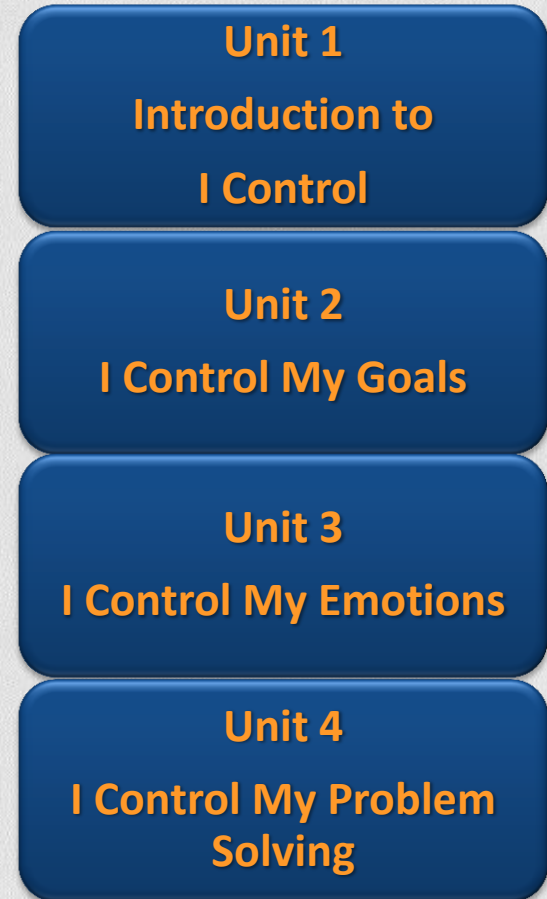 Unit 1
Introduction to
I Control
Unit 2
I Control My Goals
Unit 3
I Control My Emotions
Unit 4
I Control My Problem
Solving